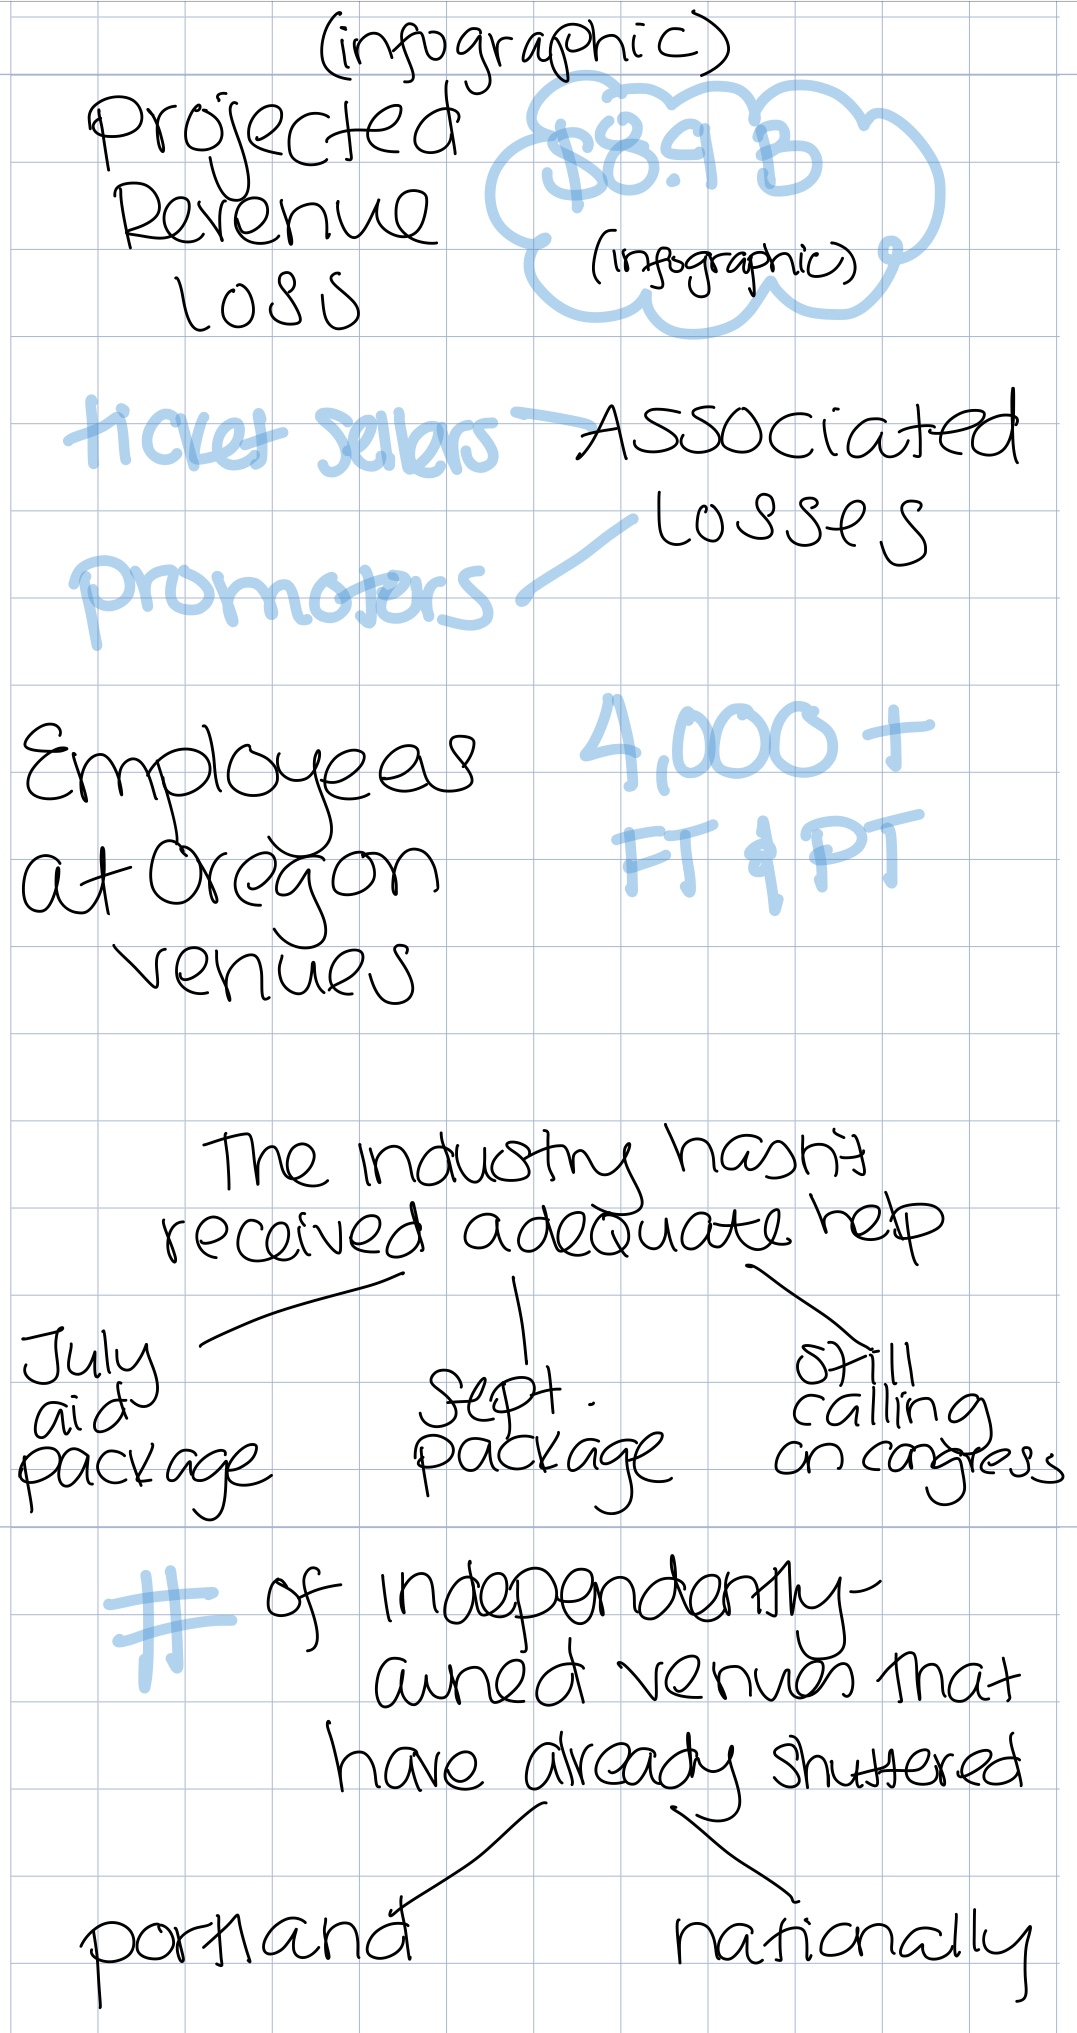 (infographic)
Projected
Revenue
Loss
$8.9 B
(infographic)
ticket sellers
promoters
Associated
Losses
Employees
at Oregon
venues
4,000 +
FT & PT
The industry hasn't
received adequate help
July
aid
package
Sept.
package
still
calling
on congress
# of independently-
owned venues that
have already shuttered
portland
nationally